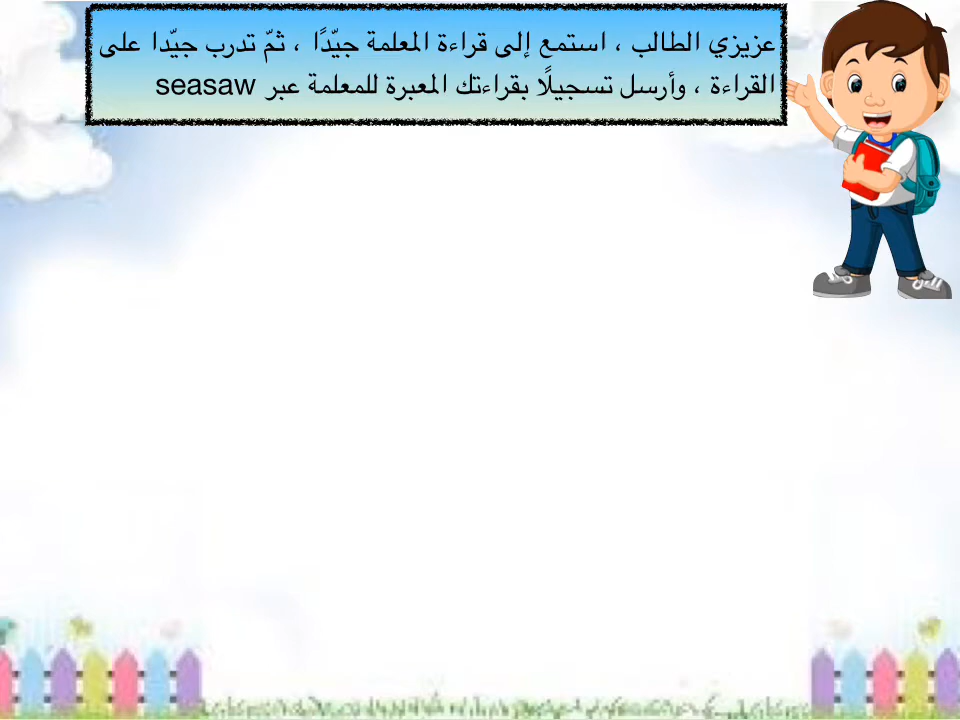 عزيزي الطالب ، استمع إلى قراءة المعلمة جيّدًا ، ثمّ تدرب جيّدا على
القراءة ، وأرسل تسجيلًا بقراءتك المعبرة للمعلمة عبر seasaw